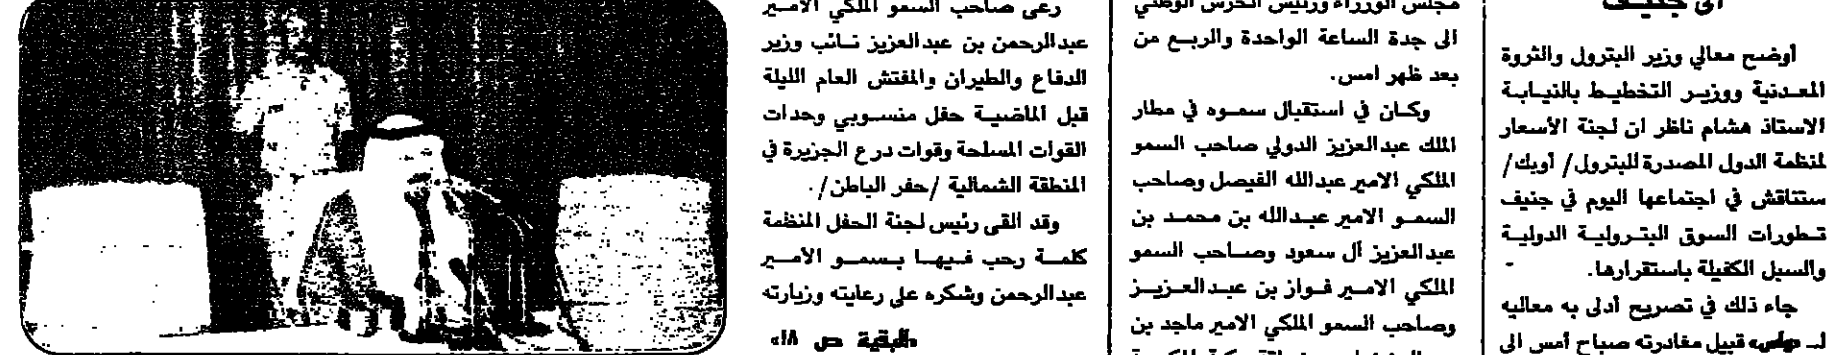 الى جنيف
أوضح معالي وزير البترول والثروة
المعدنية ووزير التخطيط بالنيابة
الاستاذ هشام ناظر ان لجنة الأسعار
لمنظمة الدول المصدرة للبترول/ أوبك/
ستناقش في اجتماعها اليوم في جنيف
تطورات السوق البترولية الدولية
والسبل الكفيلة باستقرارها.
جاء ذلك في تصريح أدلى به معاليه
لـ «واس» قبيل مغادرته صباح أمس الى
مجلس الوزراء ورئيس الحرس الوطني
الى جدة الساعة الواحدة والربع من
بعد ظهر امس.
وكان في استقبال سموه في مطار
الملك عبدالعزيز الدولي صاحب السمو
الملكي الامير عبدالله الفيصل وصاحب
السمو الامير عبدالله بن محمد بن
عبدالعزيز آل سعود وصاحب السمو
الملكي الامير فواز بن عبدالعزيز
وصاحب السمو الملكي الامير ماجد بن
رعى صاحب السمو الملكي الامير
عبدالرحمن بن عبدالعزيز نائب وزير
الدفاع والطيران والمفتش العام الليلة
قبل الماضية حفل منسوبي وحدات
القوات المسلحة وقوات درع الجزيرة في
المنطقة الشمالية /حفر الباطن/.
وقد القى رئيس لجنة الحفل المنظمة
كلمة رحب فيها بسمو الامير
عبدالرحمن وشكره على رعايته وزيارته
«البقية ص ١٨»